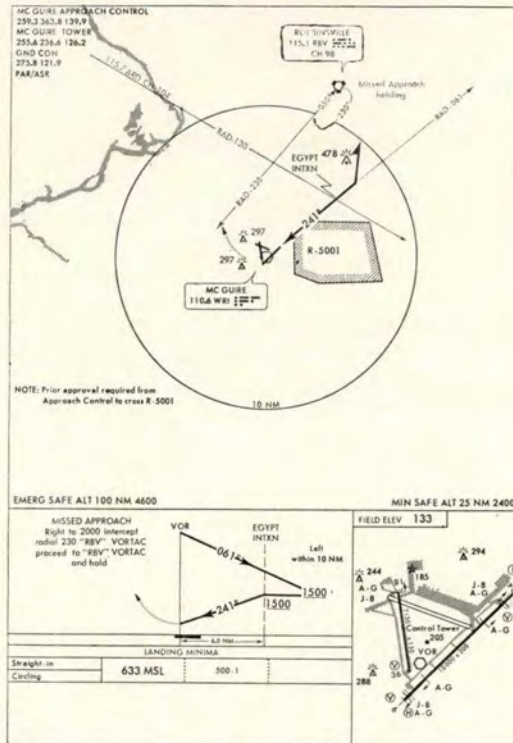 MC GUIRE APPROACH CONTROL
259.3 363.8 139.9
MC GUIRE TOWER
255.6 236.6 126.2
GND CON
275.8 121.9
PAR/ASR
115.1 RBV
CH 98
Missed Approach
holding
030°
230°
RAD-061
RAD-120
RAD-230
EGYPT
INTXN
478
241°
297
297
R-5001
MC GUIRE
110.6 WRI
NOTE: Prior approval required from
Approach Control to cross R-5001
10 NM
EMERG SAFE ALT 100 NM 4600
MIN SAFE ALT 25 NM 2400
MISSED APPROACH
Right to 2000 intercept
radial 230 "RBV" VORTAC
proceed to "RBV" VORTAC
and hold
VOR
EGYPT
INTXN
Left
within 10 NM
061°
1500
241°
1500
6.0 NM
LANDING MINIMA
Straight-in
Circling
633 MSL
500-1
FIELD ELEV 133
294
244
185
J-8
A-G
J-8
A-G
Control Tower
205
VOR
36
288
J-8
A-G
A-G